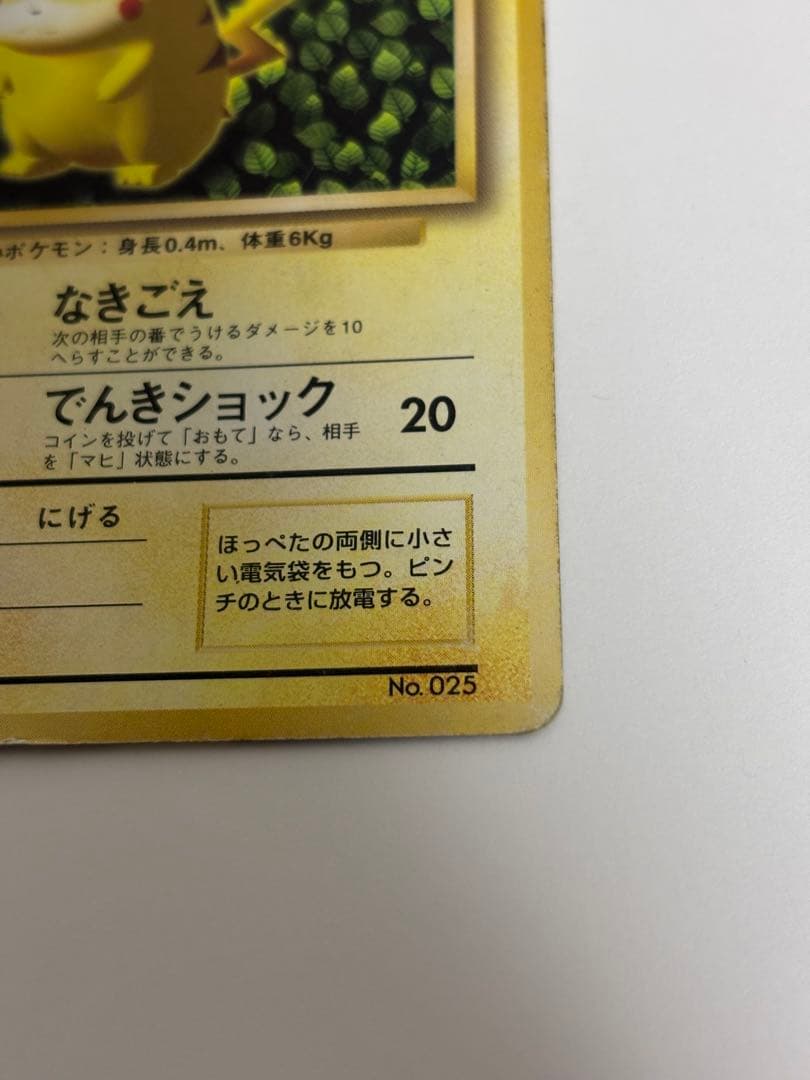 ポケモン：身長0.4m、体重6Kg
なきごえ
次の相手の番でうけるダメージを10
へらすことができる。
でんきショック 20
コインを投げて「おもて」なら、相手
を「マヒ」状態にする。
にげる
ほっぺたの両側に小さ
い電気袋をもつ。ピン
チのときに放電する。
No. 025